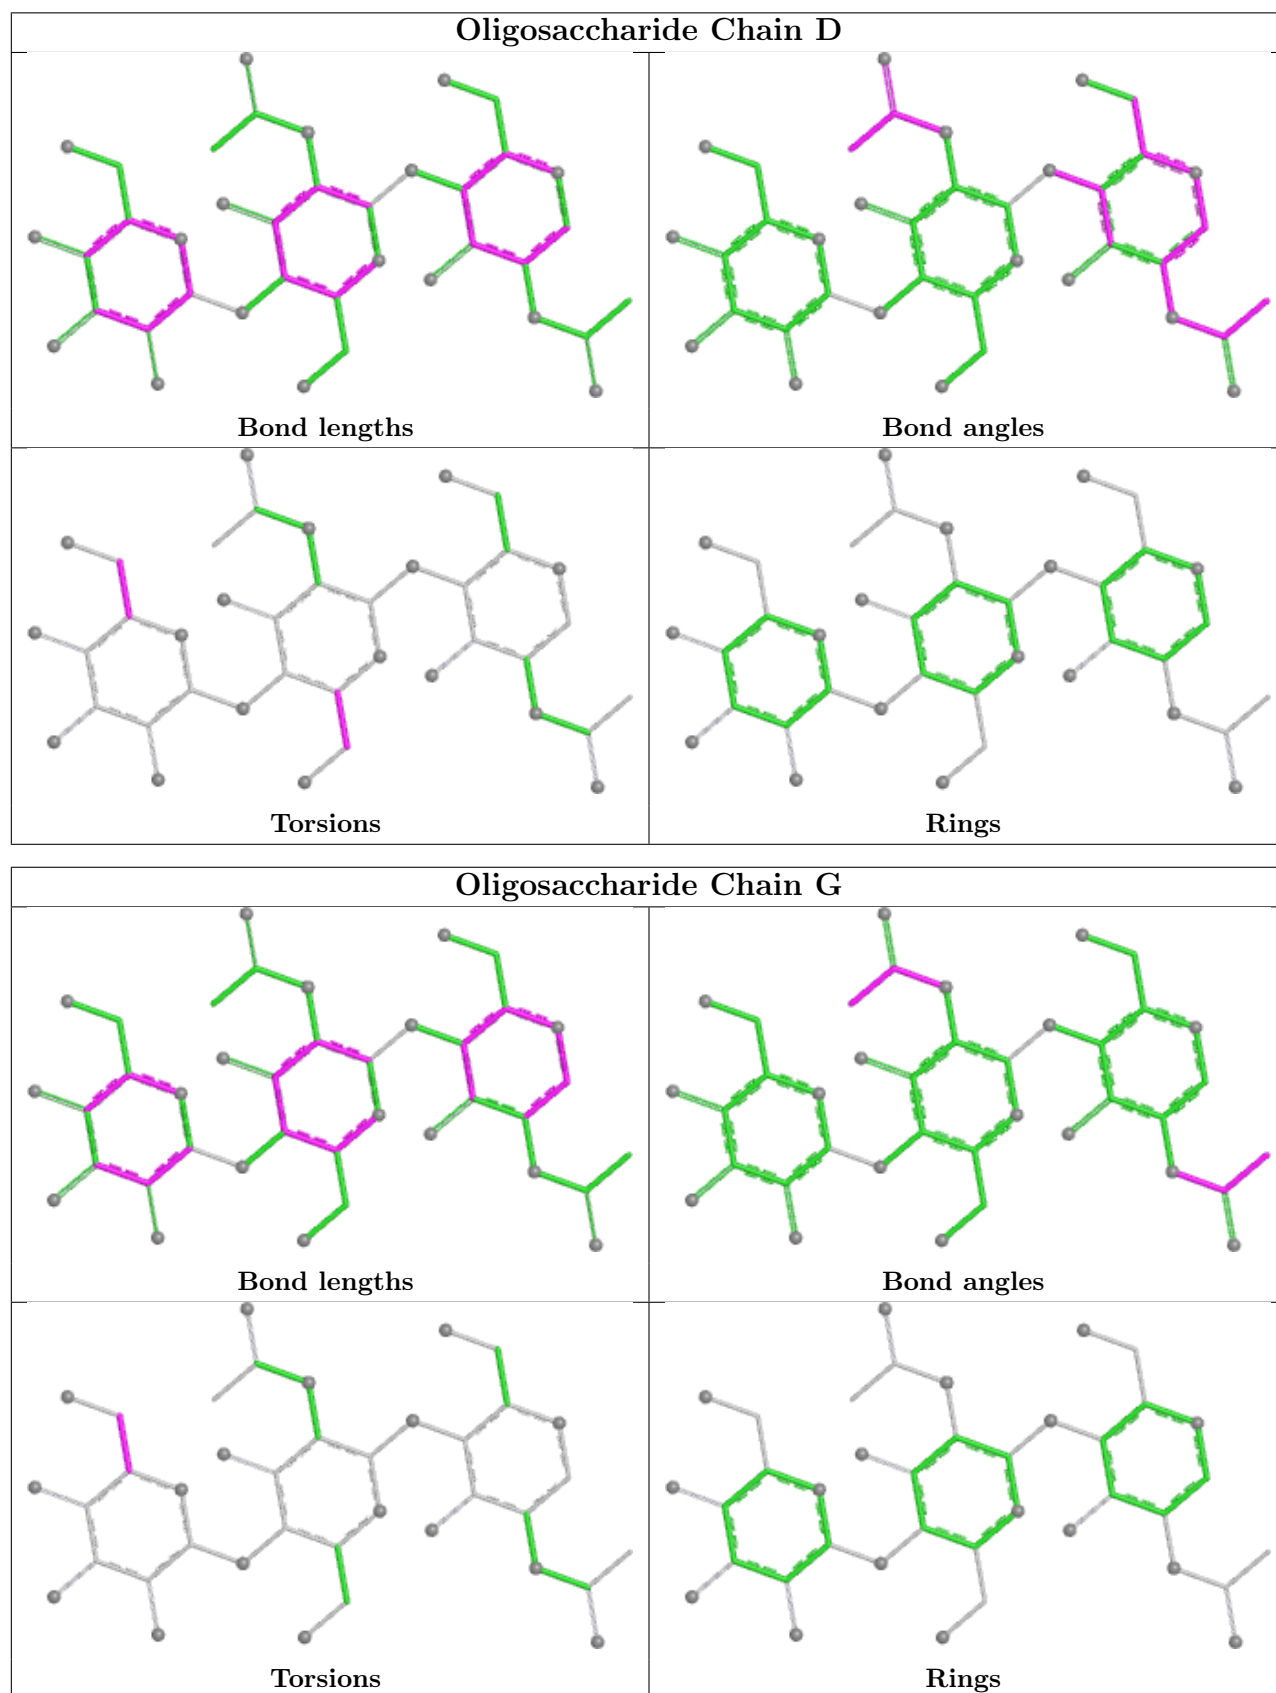 Oligosaccharide Chain D
Bond lengths
Bond angles
Torsions
Rings
Oligosaccharide Chain G
Bond lengths
Bond angles
Torsions
Rings